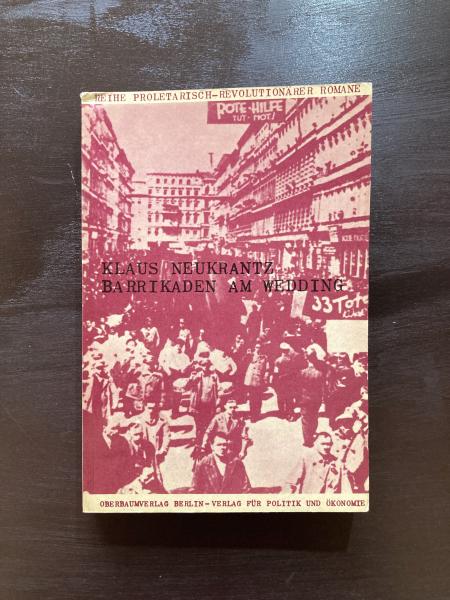 REIHE PROLETARISCH-REVOLUTIONÄRER ROMANE
ROTE-HILFE
TUT-NOT!
KLAUS NEUKRANTZ
BARRIKADEN AM WEDDING
33 Tote
OBERBAUMVERLAG BERLIN-VERLAG FÜR POLITIK UND ÖKONOMIE